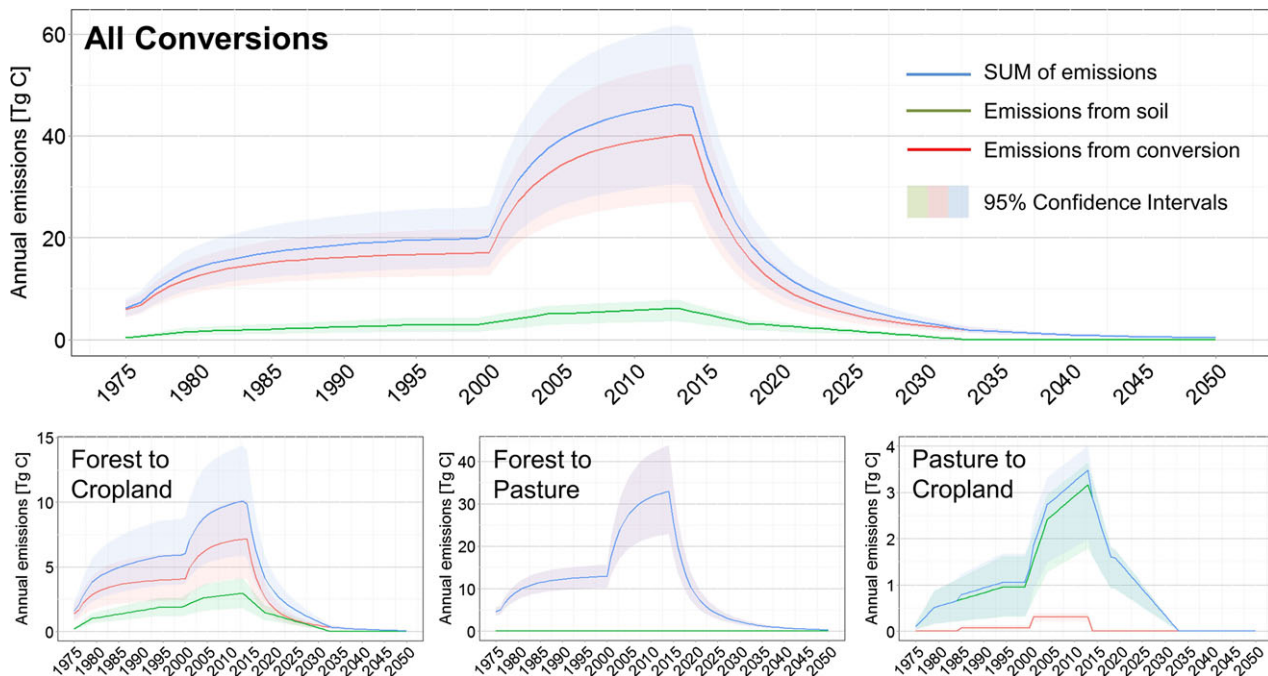 All Conversions
Annual emissions [Tg C]
60
40
20
0
SUM of emissions
Emissions from soil
Emissions from conversion
95% Confidence Intervals
1975 1980 1985 1990 1995 2000 2005 2010 2015 2020 2025 2030 2035 2040 2045 2050
Forest to
Cropland
Annual emissions [Tg C]
15
10
5
0
1975 1980 1985 1990 1995 2000 2005 2010 2015 2020 2025 2030 2035 2040 2045 2050
Forest to
Pasture
Annual emissions [Tg C]
40
30
20
10
0
1975 1980 1985 1990 1995 2000 2005 2010 2015 2020 2025 2030 2035 2040 2045 2050
Pasture to
Cropland
Annual emissions [Tg C]
4
3
2
1
0
1975 1980 1985 1990 1995 2000 2005 2010 2015 2020 2025 2030 2035 2040 2045 2050